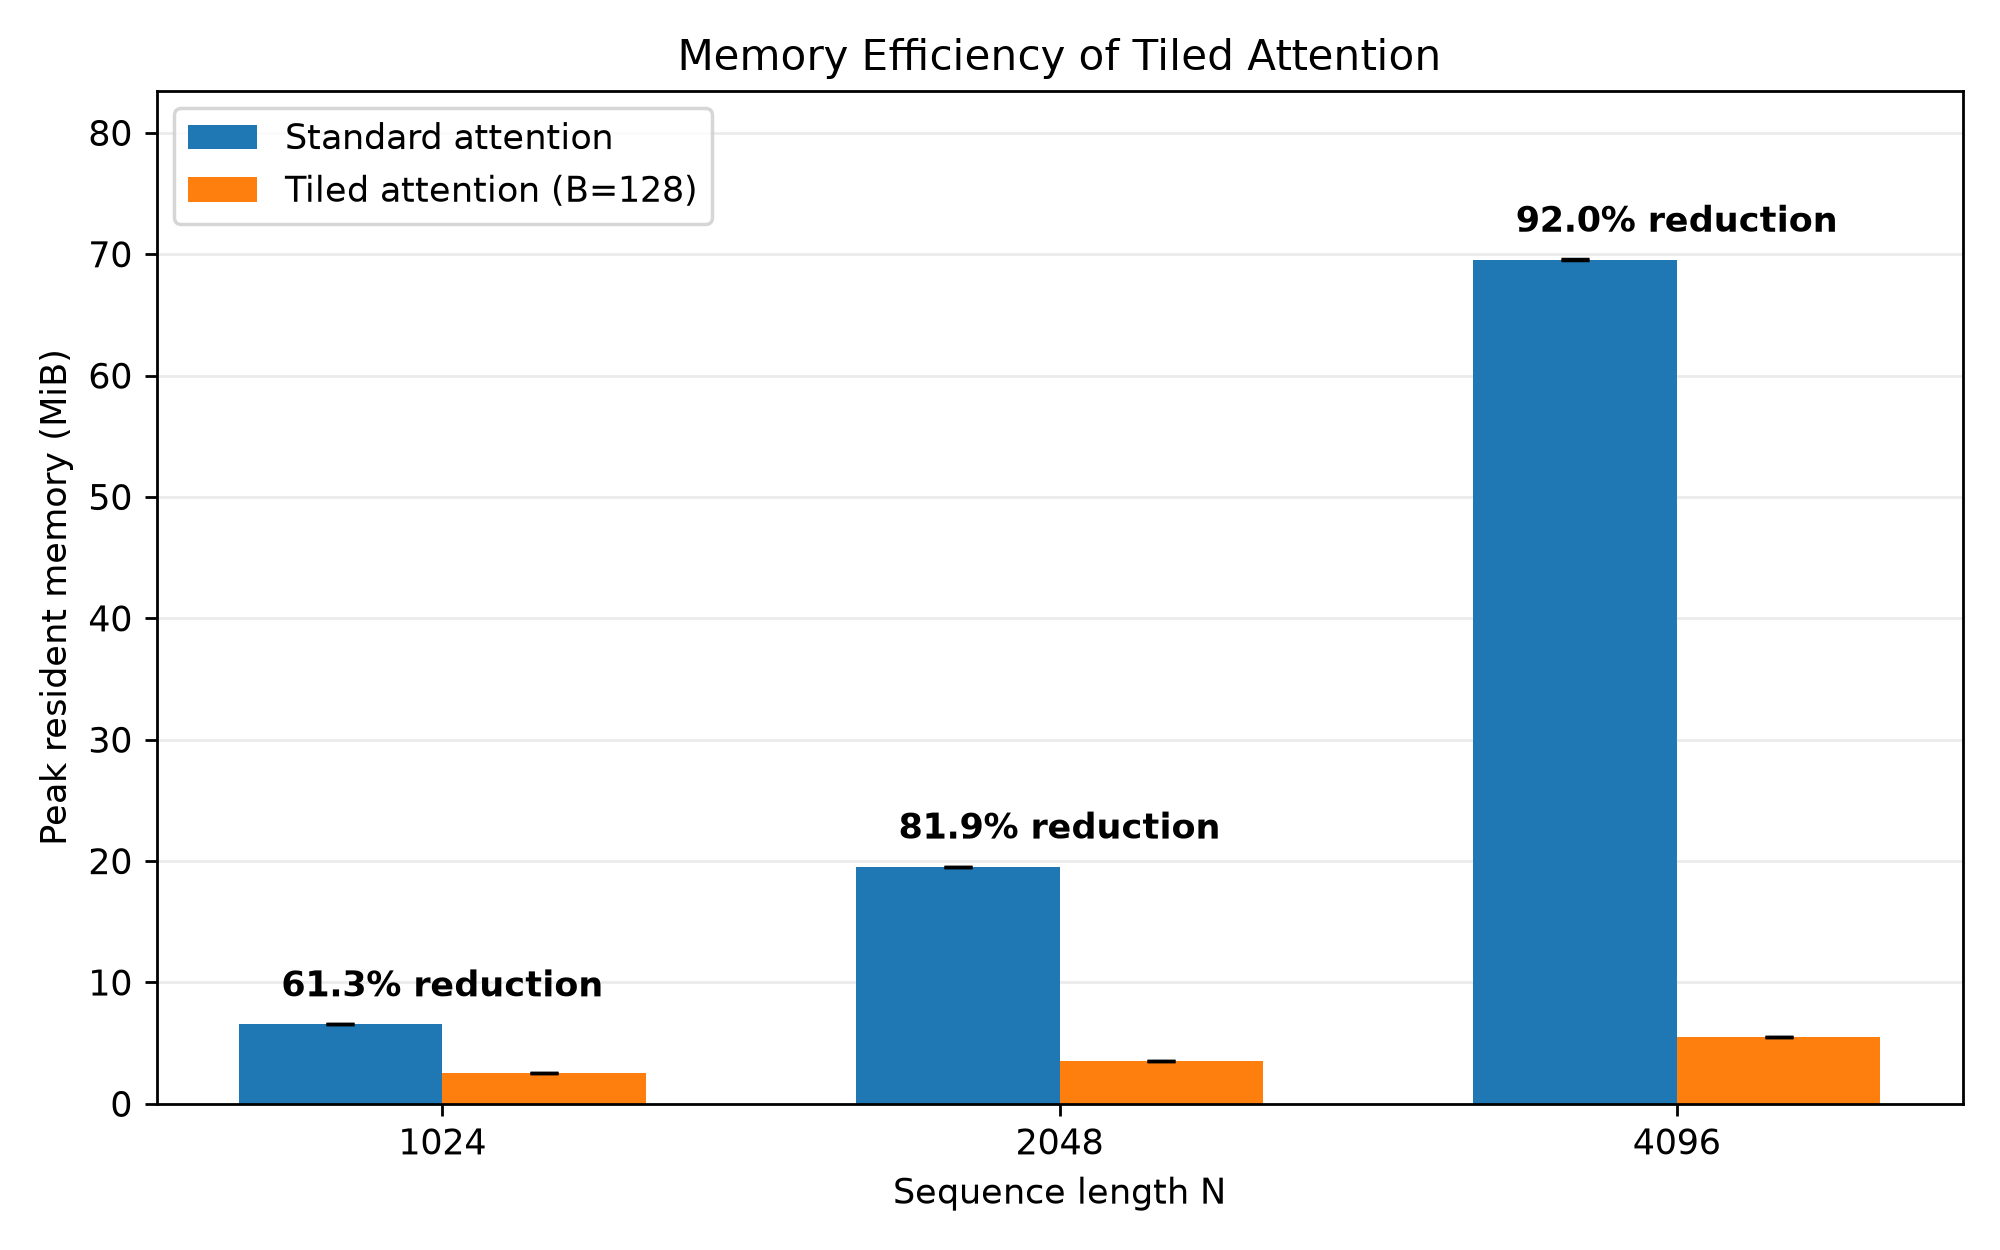 Memory Efficiency of Tiled Attention
Standard attention
Tiled attention (B=128)
Peak resident memory (MiB)
80
70
60
50
40
30
20
10
0
61.3% reduction
81.9% reduction
92.0% reduction
1024
2048
4096
Sequence length N